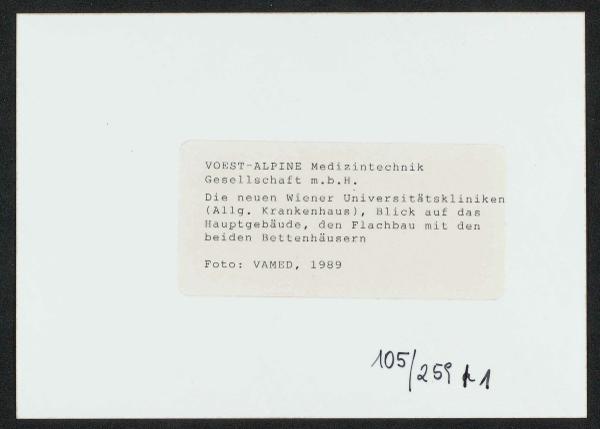 VOEST-ALPINE Medizintechnik
Gesellschaft m.b.H.
Die neuen Wiener Universitätskliniken
(Allg. Krankenhaus), Blick auf das
Hauptgebäude, den Flachbau mit den
beiden Bettenhäusern
Foto: VAMED, 1989
105/259 1